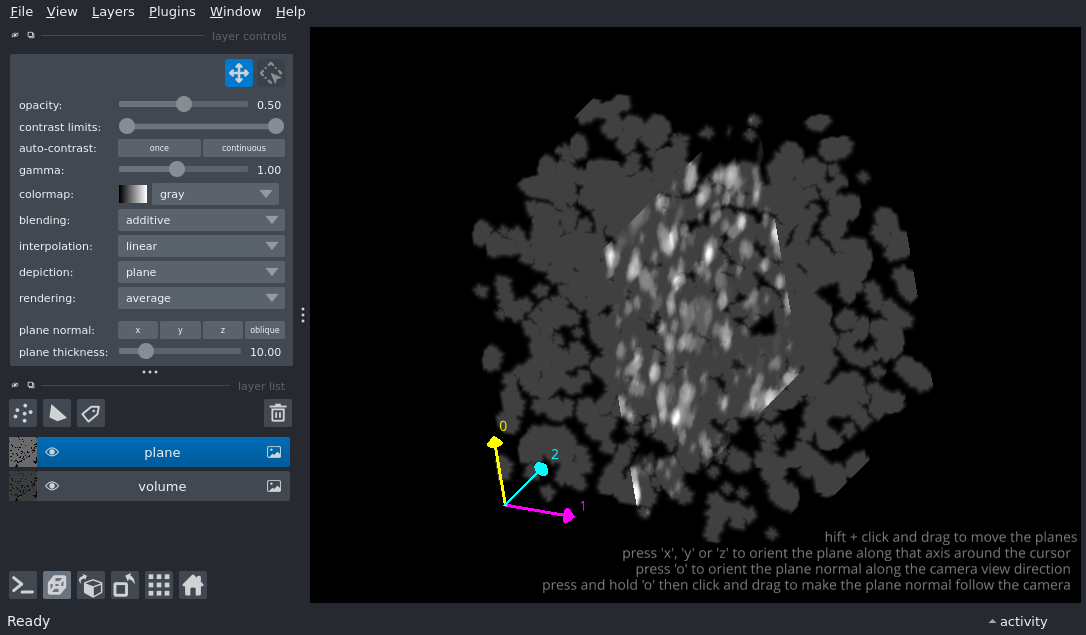 File View Layers Plugins Window Help
layer controls
opacity: 0.50
contrast limits:
auto-contrast: once continuous
gamma: 1.00
colormap: gray
blending: additive
interpolation: linear
depiction: plane
rendering: average
plane normal: x y z oblique
plane thickness: 10.00
layer list
plane
volume
0
2
1
hift + click and drag to move the planes
press 'x', 'y' or 'z' to orient the plane along that axis around the cursor
press 'o' to orient the plane normal along the camera view direction
press and hold 'o' then click and drag to make the plane normal follow the camera
Ready
activity